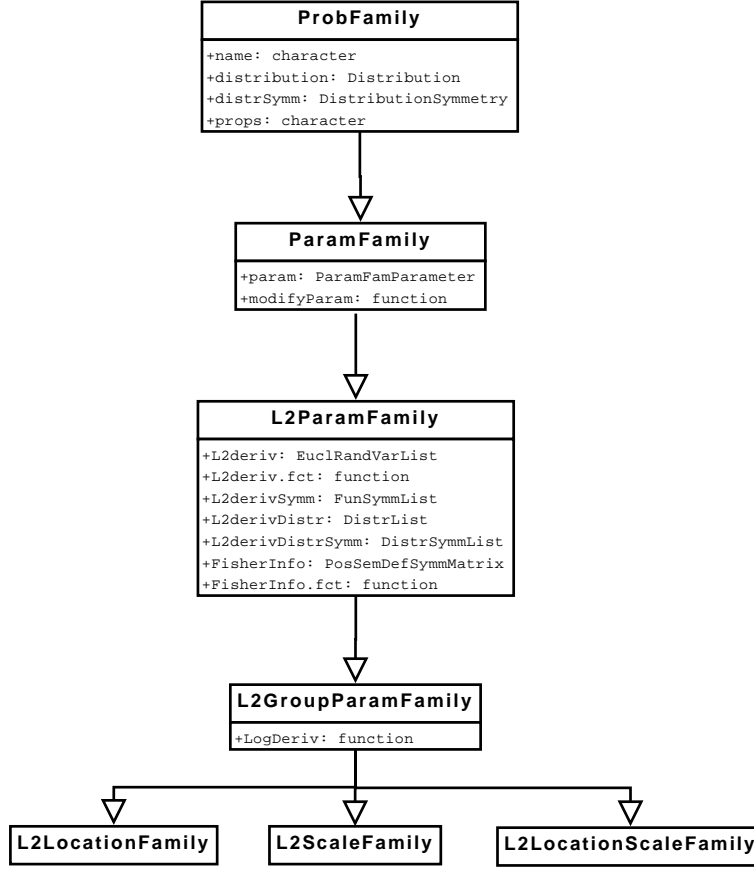 ProbFamily
+name: character
+distribution: Distribution
+distrSymm: DistributionSymmetry
+props: character
ParamFamily
+param: ParamFamParameter
+modifyParam: function
L2ParamFamily
+L2deriv: EuclRandVarList
+L2deriv.fct: function
+L2derivSymm: FunSymmList
+L2derivDistr: DistrList
+L2derivDistrSymm: DistrSymmList
+FisherInfo: PosSemDefSymmMatrix
+FisherInfo.fct: function
L2GroupParamFamily
+LogDeriv: function
L2LocationFamily
L2ScaleFamily
L2LocationScaleFamily